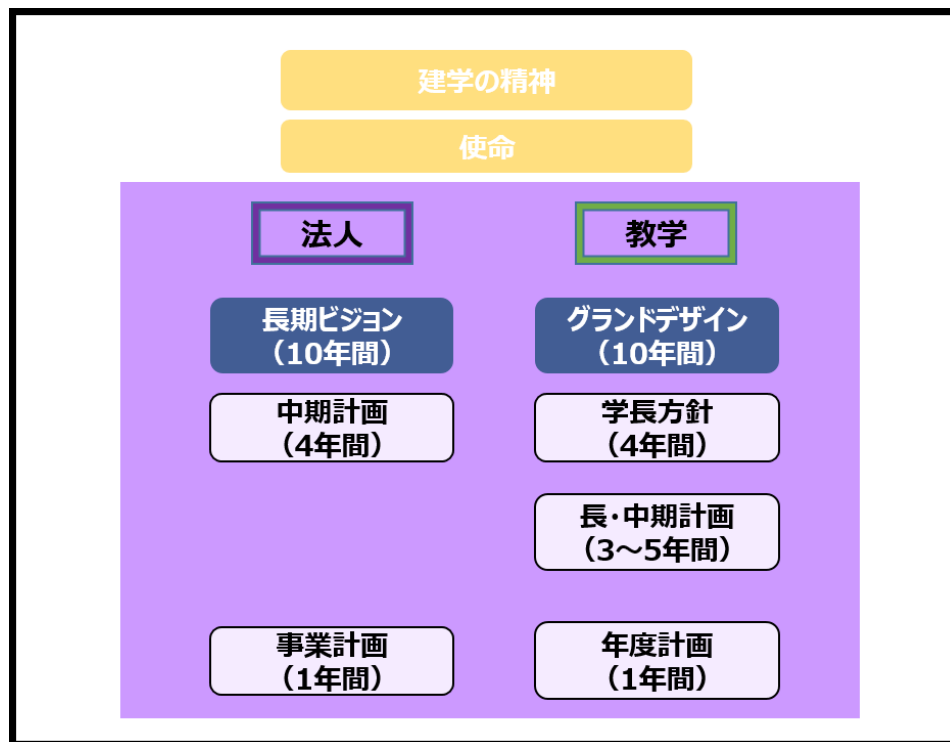 建学の精神
使命
法人
教学
長期ビジョン
（10年間）
グランドデザイン
（10年間）
中期計画
（4年間）
学長方針
（4年間）
長・中期計画
（3～5年間）
事業計画
（1年間）
年度計画
（1年間）